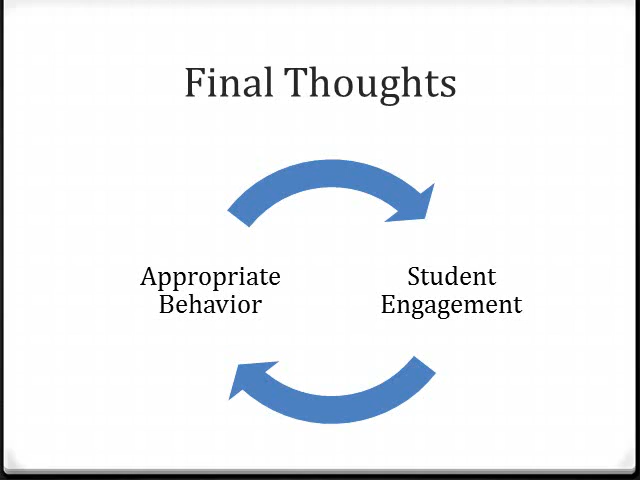 Final Thoughts
Appropriate
Behavior
Student
Engagement